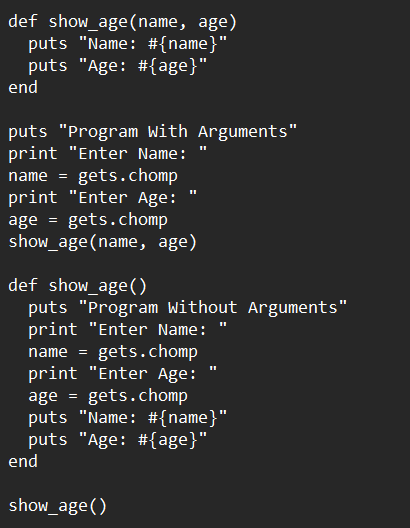 def show_age(name, age)
  puts "Name: #{name}"
  puts "Age: #{age}"
end

puts "Program With Arguments"
print "Enter Name: "
name = gets.chomp
print "Enter Age: "
age = gets.chomp
show_age(name, age)

def show_age()
  puts "Program Without Arguments"
  print "Enter Name: "
  name = gets.chomp
  print "Enter Age: "
  age = gets.chomp
  puts "Name: #{name}"
  puts "Age: #{age}"
end

show_age()